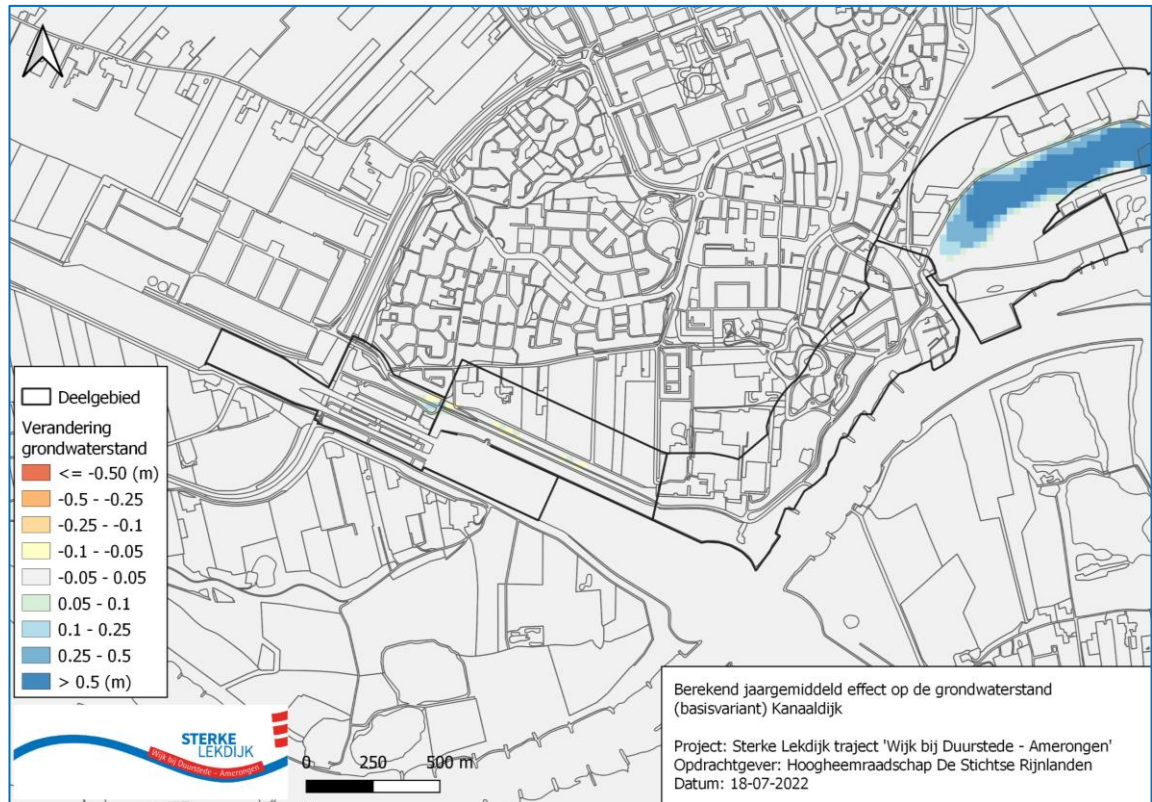 Deelgebied
Verandering
grondwaterstand
<= -0.50 (m)
-0.5 - -0.25
-0.25 - -0.1
-0.1 - -0.05
-0.05 - 0.05
0.05 - 0.1
0.1 - 0.25
0.25 - 0.5
> 0.5 (m)
STERKE
LEKDIJK
Wijk bij Duurstede - Amerongen
0 250 500 m
Berekend jaargemiddeld effect op de grondwaterstand
(basisvariant) Kanaaldijk
Project: Sterke Lekdijk traject 'Wijk bij Duurstede - Amerongen'
Opdrachtgever: Hoogheemraadschap De Stichtse Rijnlanden
Datum: 18-07-2022